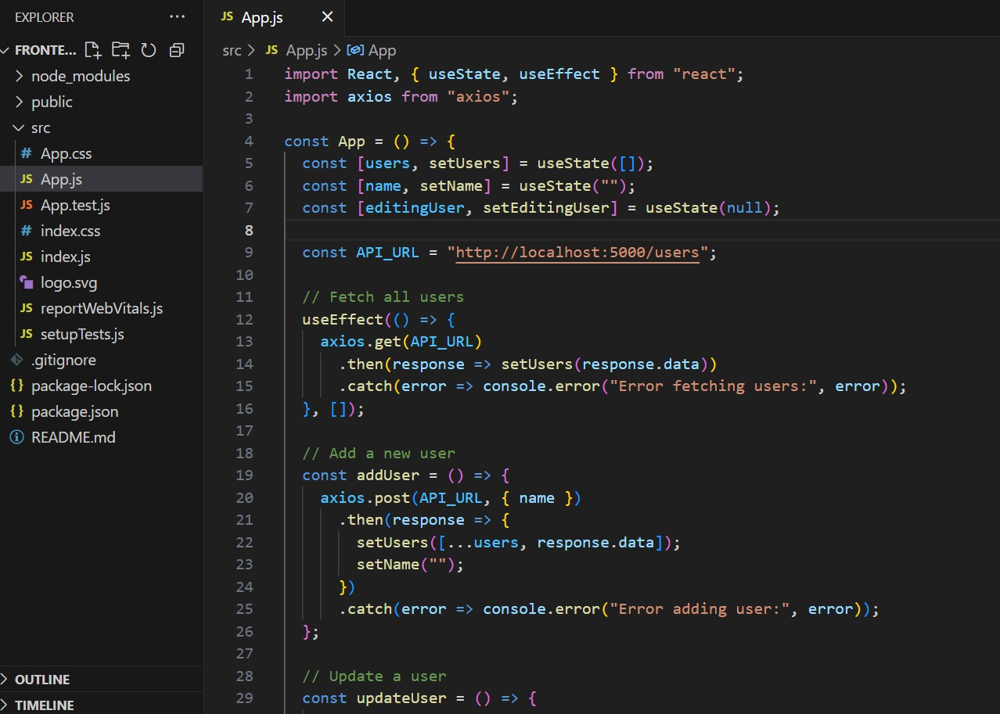 EXPLORER
FRONTE...
node_modules
public
src
# App.css
JS App.js
JS App.test.js
# index.css
JS index.js
logo.svg
JS reportWebVitals.js
JS setupTests.js
.gitignore
{} package-lock.json
{} package.json
README.md
OUTLINE
TIMELINE
JS App.js
src > JS App.js > App
1 import React, { useState, useEffect } from "react";
2 import axios from "axios";
3
4 const App = () => {
5   const [users, setUsers] = useState([]);
6   const [name, setName] = useState("");
7   const [editingUser, setEditingUser] = useState(null);
8
9   const API_URL = "http://localhost:5000/users";
10
11   // Fetch all users
12   useEffect(() => {
13     axios.get(API_URL)
14       .then(response => setUsers(response.data))
15       .catch(error => console.error("Error fetching users:", error));
16   }, []);
17
18   // Add a new user
19   const addUser = () => {
20     axios.post(API_URL, { name })
21       .then(response => {
22         setUsers([...users, response.data]);
23         setName("");
24       })
25       .catch(error => console.error("Error adding user:", error));
26   };
27
28   // Update a user
29   const updateUser = () => {